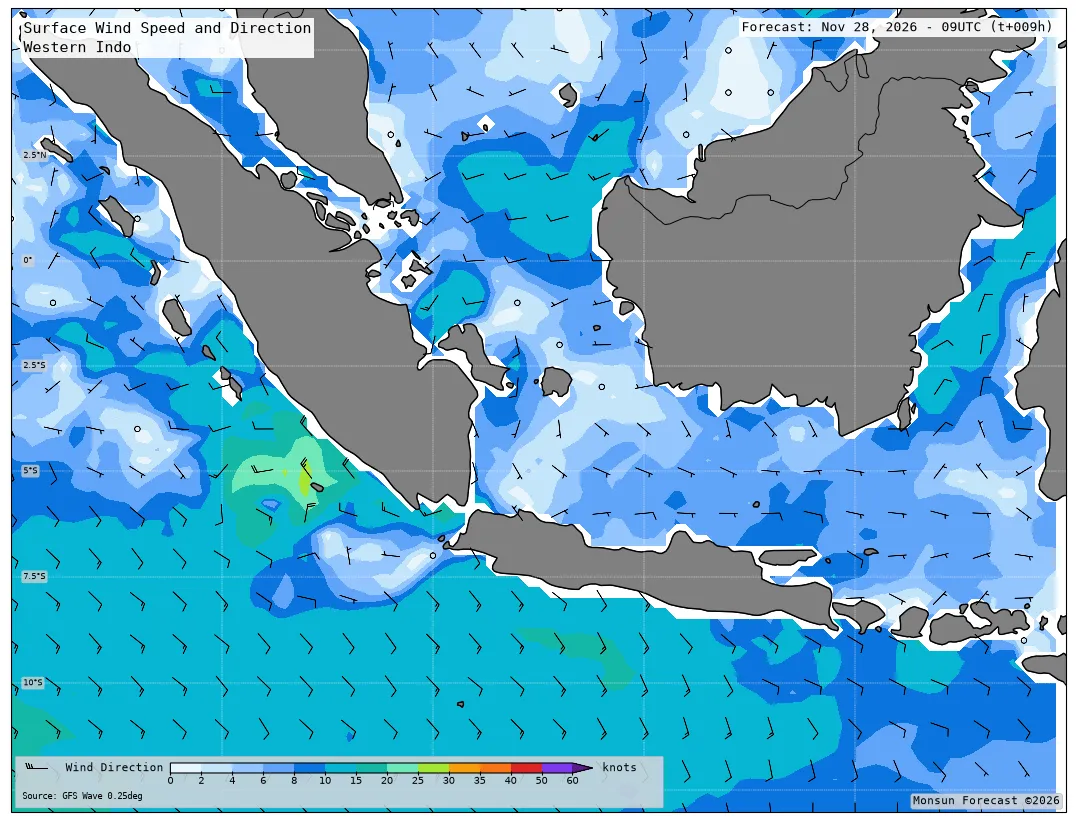 Surface Wind Speed and Direction
Western Indo
Forecast: Nov 28, 2026 - 09UTC (t+009h)
2.5°N
0°
2.5°S
5°S
7.5°S
10°S
Wind Direction
0 2 4 6 8 10 15 20 25 30 35 40 50 60
knots
Source: GFS Wave 0.25deg
Monsun Forecast ©2026